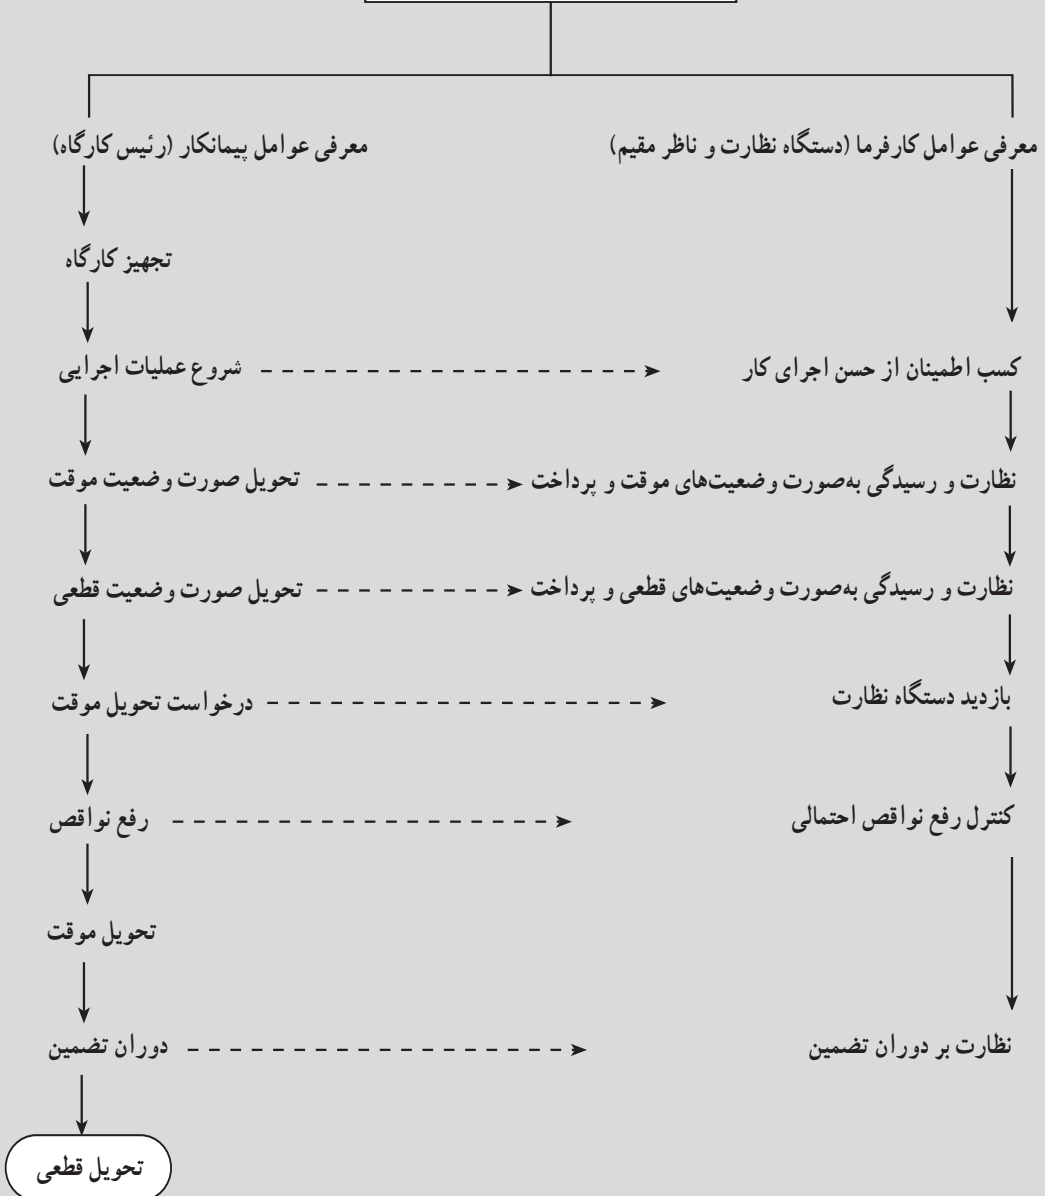 معرفی عوامل کارفرما (دستگاه نظارت و ناظر مقیم)
معرفی عوامل پیمانکار (رئیس کارگاه)
تجهیز کارگاه
کسب اطمینان از حسن اجرای کار
شروع عملیات اجرایی
نظارت و رسیدگی به‌صورت وضعیت‌های موقت و پرداخت
تحویل صورت وضعیت موقت
نظارت و رسیدگی به‌صورت وضعیت‌های قطعی و پرداخت
تحویل صورت وضعیت قطعی
بازدید دستگاه نظارت
درخواست تحویل موقت
کنترل رفع نواقص احتمالی
رفع نواقص
تحویل موقت
نظارت بر دوران تضمین
دوران تضمین
تحویل قطعی